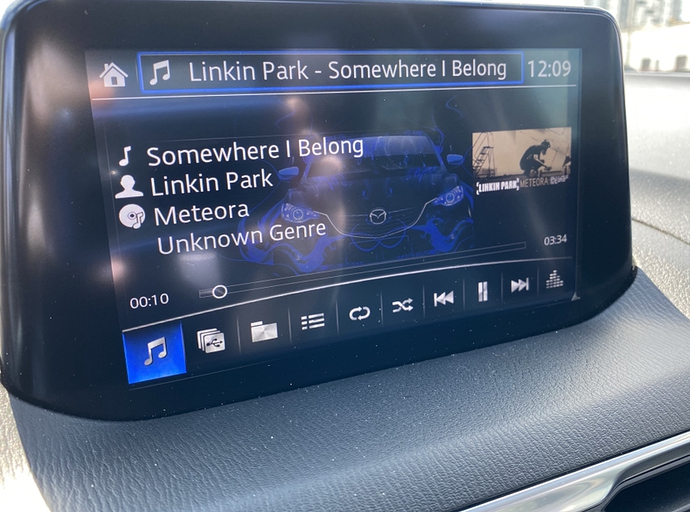 Linkin Park - Somewhere I Belong
12:09
Somewhere I Belong
Linkin Park
Meteora
Unknown Genre
LINKIN PARK METEORA
00:10
03:34